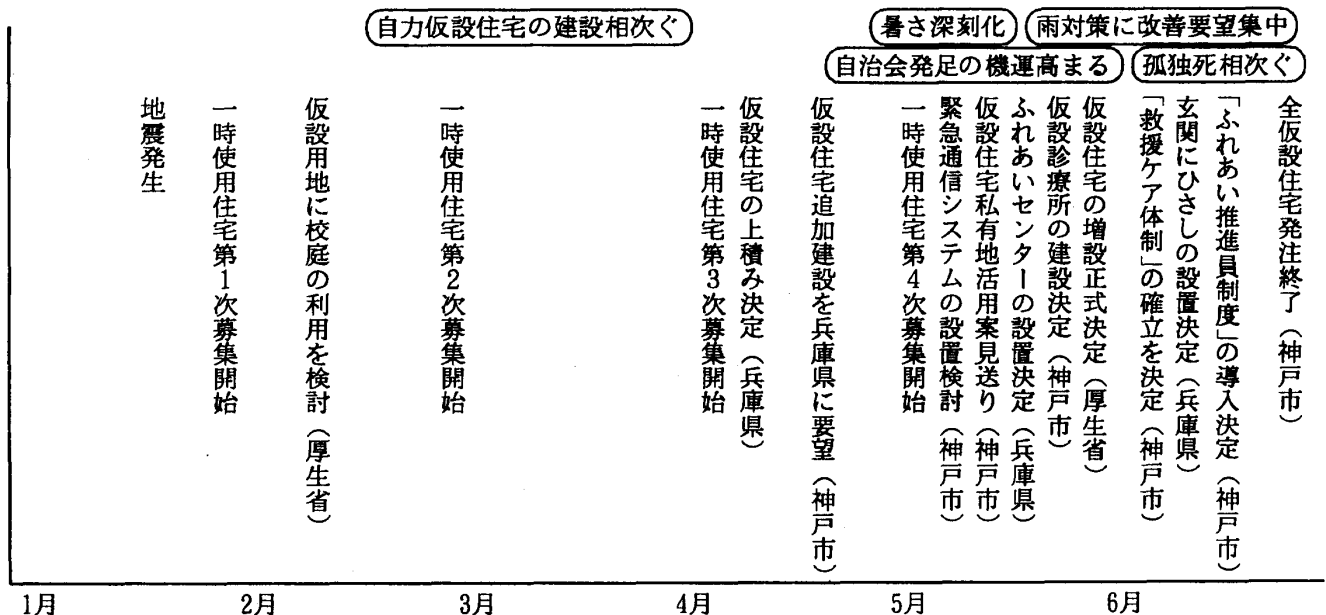 自力仮設住宅の建設相次ぐ
暑さ深刻化
雨対策に改善要望集中
自治会発足の機運高まる
孤独死相次ぐ
地震発生
一時使用住宅第1次募集開始
仮設用地に校庭の利用を検討（厚生省）
一時使用住宅第2次募集開始
一時使用住宅第3次募集開始
仮設住宅の上積み決定（兵庫県）
仮設住宅追加建設を兵庫県に要望（神戸市）
一時使用住宅第4次募集開始
緊急通信システムの設置検討（神戸市）
仮設住宅私有地活用案見送り（神戸市）
ふれあいセンターの設置決定（兵庫県）
仮設診療所の建設決定（神戸市）
仮設住宅の増設正式決定（厚生省）
「救援ケア体制」の確立を決定（神戸市）
玄関にひさしの設置決定（兵庫県）
「ふれあい推進員制度」の導入決定（神戸市）
全仮設住宅発注終了（神戸市）
1月
2月
3月
4月
5月
6月